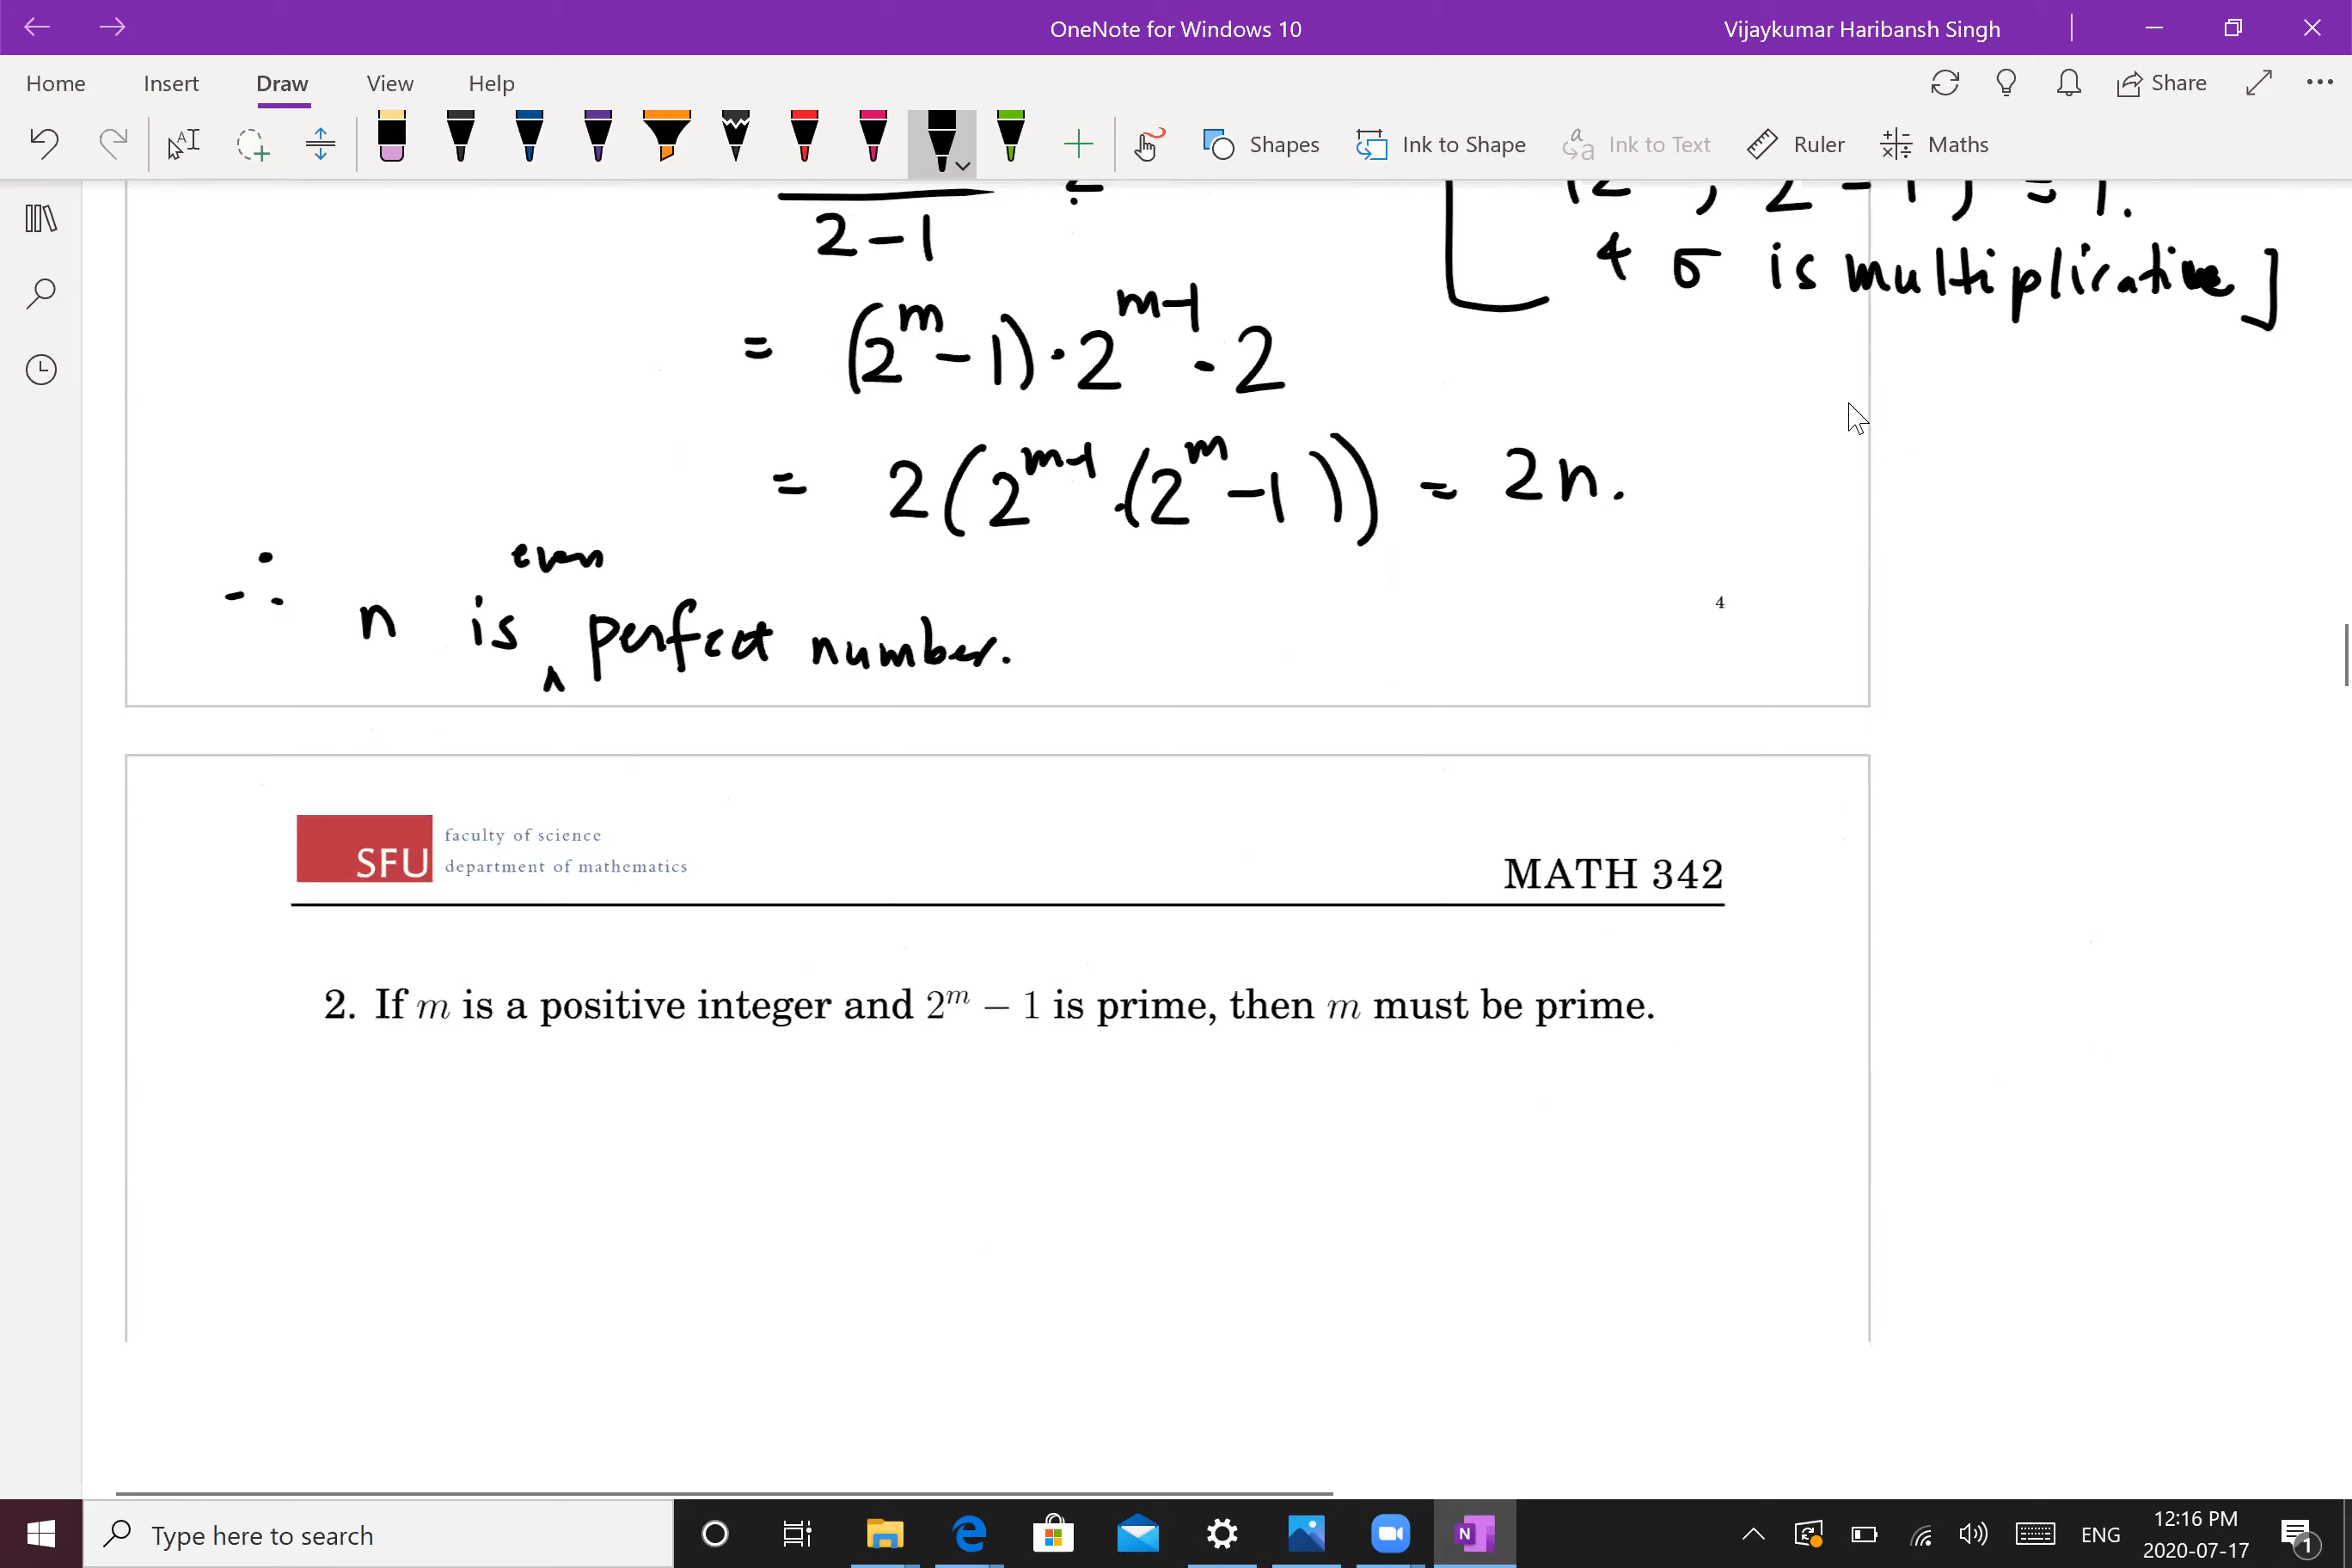 OneNote for Windows 10
Vijaykumar Haribansh Singh
Home Insert Draw View Help
Share
Shapes
Ink to Shape
Ink to Text
Ruler
Maths
2 - 1
σ is multiplicative ]
= (2^m - 1) · 2^{m-1} · 2
= 2 (2^{m-1} · (2^m - 1)) = 2n.
even
∴ n is ^ perfect number.
4
SFU
faculty of science
department of mathematics
MATH 342
2. If m is a positive integer and 2^m − 1 is prime, then m must be prime.
Type here to search
ENG
12:16 PM
2020-07-17
1